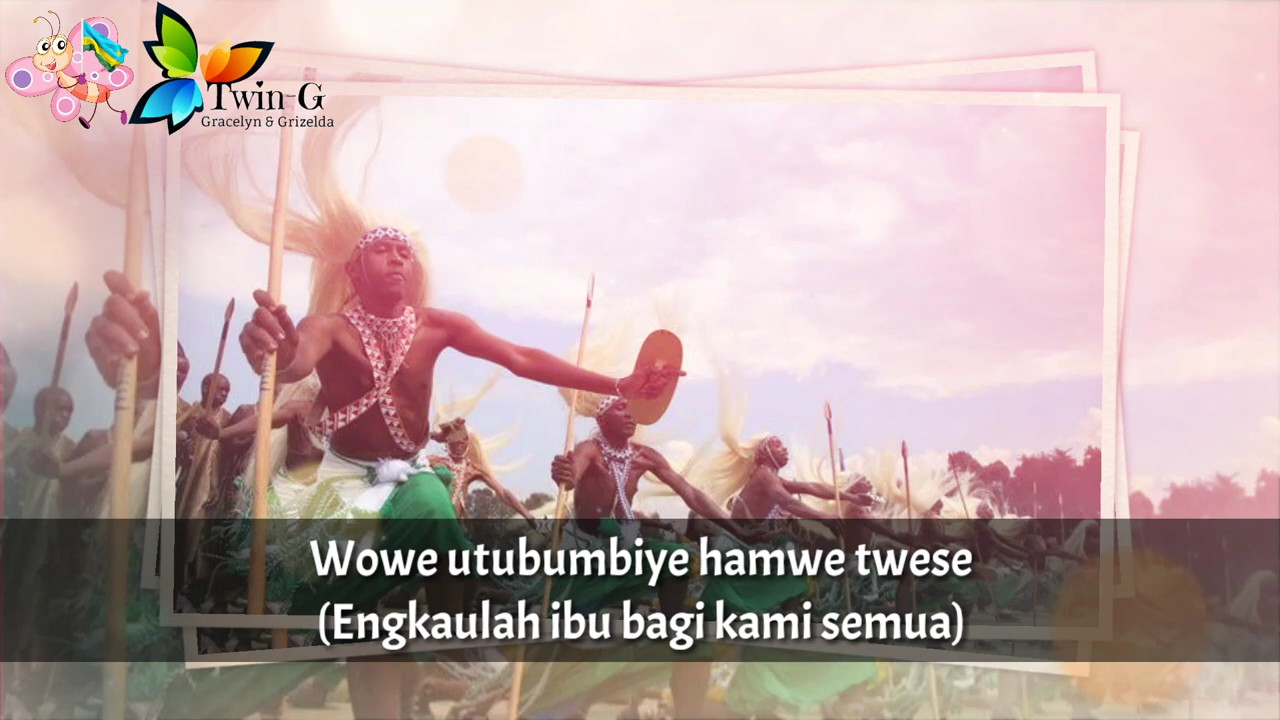 Twin-G
Gracelyn & Grizelda
Wowe utubumbiye hamwe twese
(Engkaulah ibu bagi kami semua)